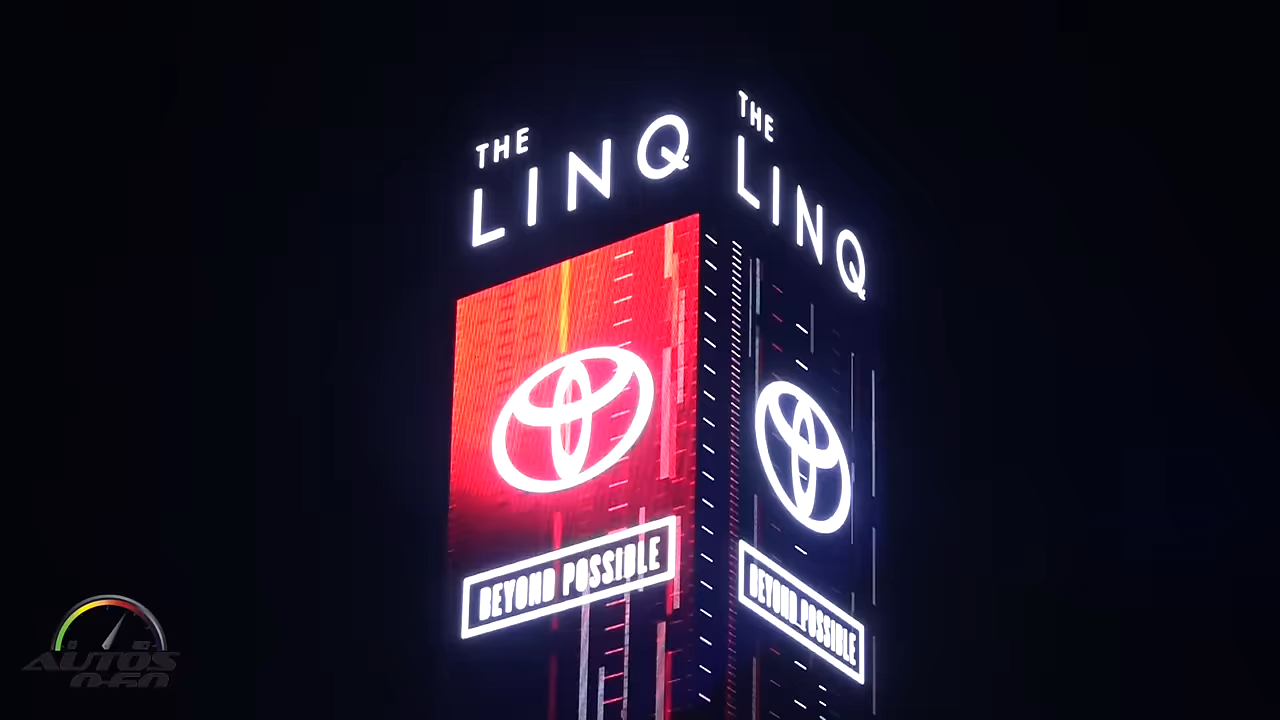 THE
LINQ
BEYOND POSSIBLE
THE
LINQ
BEYOND POSSIBLE
AUTOS
0-60